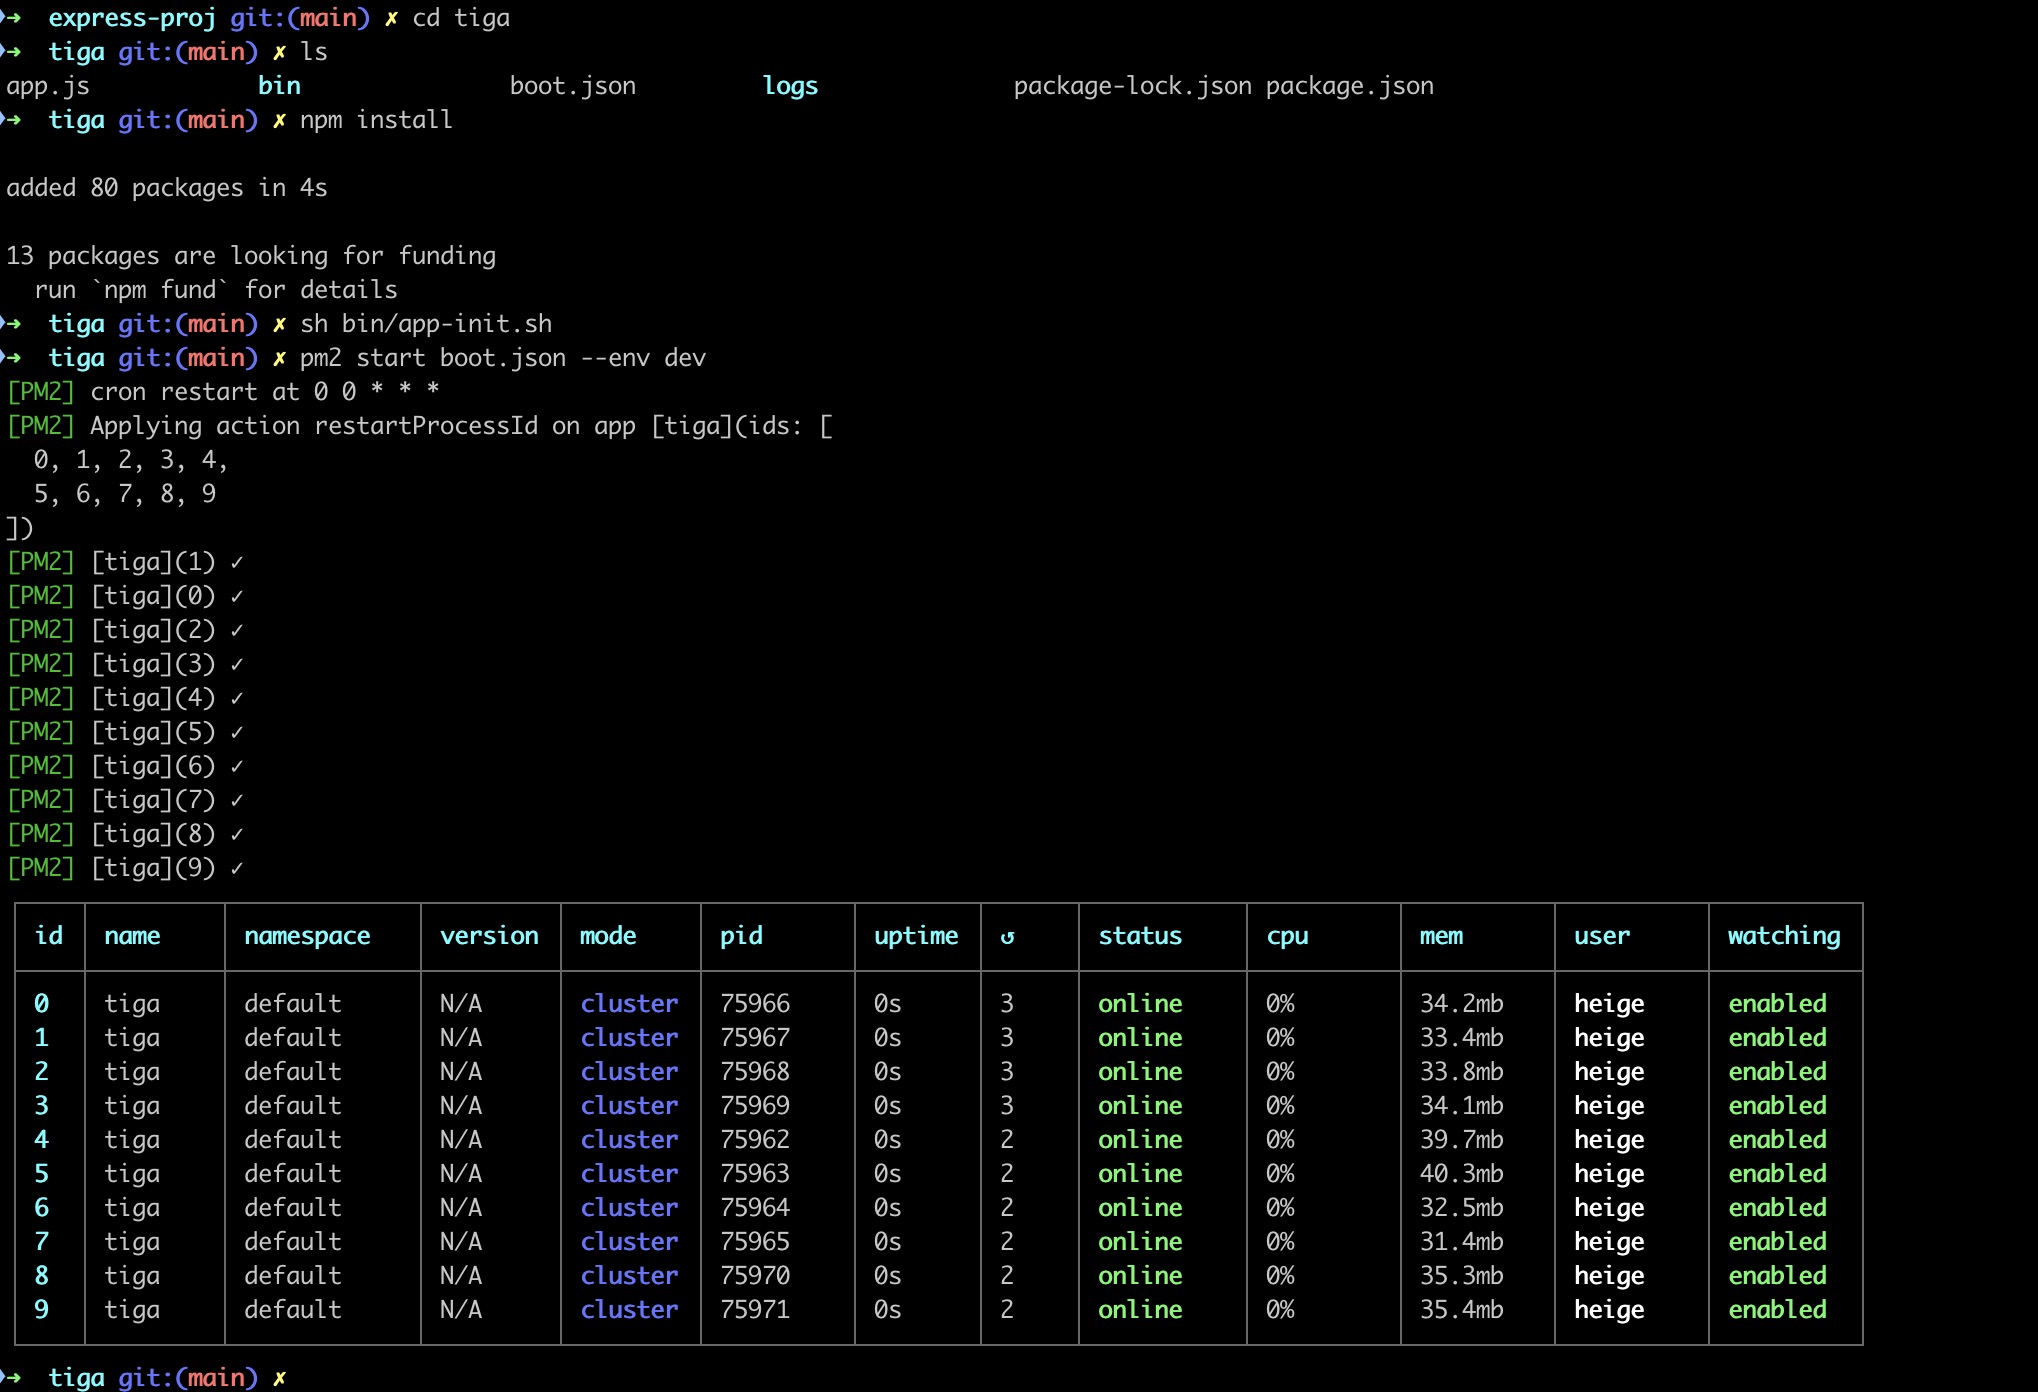 ➜  express-proj git:(main) ✗ cd tiga
➜  tiga git:(main) ✗ ls
app.js            bin               boot.json         logs              package-lock.json package.json
➜  tiga git:(main) ✗ npm install

added 80 packages in 4s

13 packages are looking for funding
  run `npm fund` for details
➜  tiga git:(main) ✗ sh bin/app-init.sh
➜  tiga git:(main) ✗ pm2 start boot.json --env dev
[PM2] cron restart at 0 0 * * *
[PM2] Applying action restartProcessId on app [tiga](ids: [
  0, 1, 2, 3, 4,
  5, 6, 7, 8, 9
])
[PM2] [tiga](1) ✓
[PM2] [tiga](0) ✓
[PM2] [tiga](2) ✓
[PM2] [tiga](3) ✓
[PM2] [tiga](4) ✓
[PM2] [tiga](5) ✓
[PM2] [tiga](6) ✓
[PM2] [tiga](7) ✓
[PM2] [tiga](8) ✓
[PM2] [tiga](9) ✓
│ id │ name │ namespace │ version │ mode │ pid │ uptime │ ↺ │ status │ cpu │ mem │ user │ watching │
│ 0 │ tiga │ default │ N/A │ cluster │ 75966 │ 0s │ 3 │ online │ 0% │ 34.2mb │ heige │ enabled │
│ 1 │ tiga │ default │ N/A │ cluster │ 75967 │ 0s │ 3 │ online │ 0% │ 33.4mb │ heige │ enabled │
│ 2 │ tiga │ default │ N/A │ cluster │ 75968 │ 0s │ 3 │ online │ 0% │ 33.8mb │ heige │ enabled │
│ 3 │ tiga │ default │ N/A │ cluster │ 75969 │ 0s │ 3 │ online │ 0% │ 34.1mb │ heige │ enabled │
│ 4 │ tiga │ default │ N/A │ cluster │ 75962 │ 0s │ 2 │ online │ 0% │ 39.7mb │ heige │ enabled │
│ 5 │ tiga │ default │ N/A │ cluster │ 75963 │ 0s │ 2 │ online │ 0% │ 40.3mb │ heige │ enabled │
│ 6 │ tiga │ default │ N/A │ cluster │ 75964 │ 0s │ 2 │ online │ 0% │ 32.5mb │ heige │ enabled │
│ 7 │ tiga │ default │ N/A │ cluster │ 75965 │ 0s │ 2 │ online │ 0% │ 31.4mb │ heige │ enabled │
│ 8 │ tiga │ default │ N/A │ cluster │ 75970 │ 0s │ 2 │ online │ 0% │ 35.3mb │ heige │ enabled │
│ 9 │ tiga │ default │ N/A │ cluster │ 75971 │ 0s │ 2 │ online │ 0% │ 35.4mb │ heige │ enabled │
➜  tiga git:(main) ✗